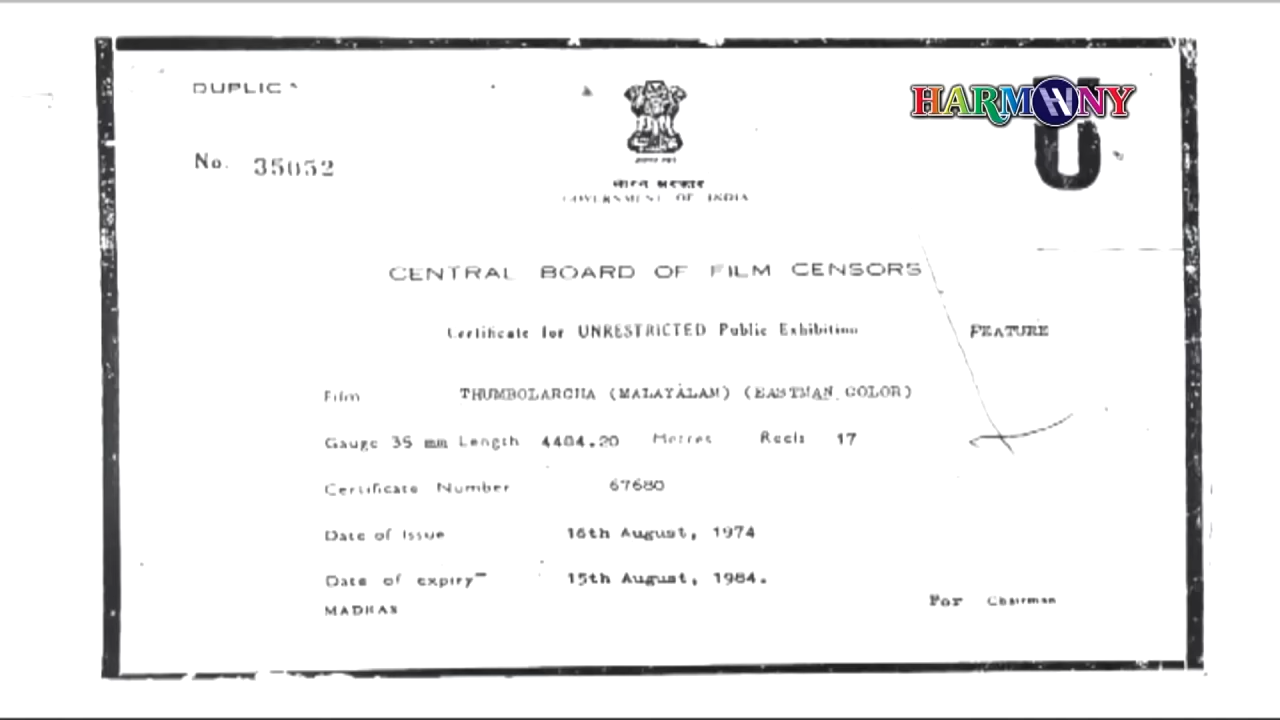 DUPLIC
HARMONY
U
No. 35052
भारत सरकार
GOVERNMENT OF INDIA
CENTRAL BOARD OF FILM CENSORS
Certificate for UNRESTRICTED Public Exhibition
FEATURE
Film THUMBOLARCHA (MALAYALAM) (EASTMAN COLOR)
Gauge 35 mm Length 4484.20 Metres Reels 17
Certificate Number 67680
Date of Issue 16th August, 1974
Date of expiry 15th August, 1984.
MADRAS
For Chairman